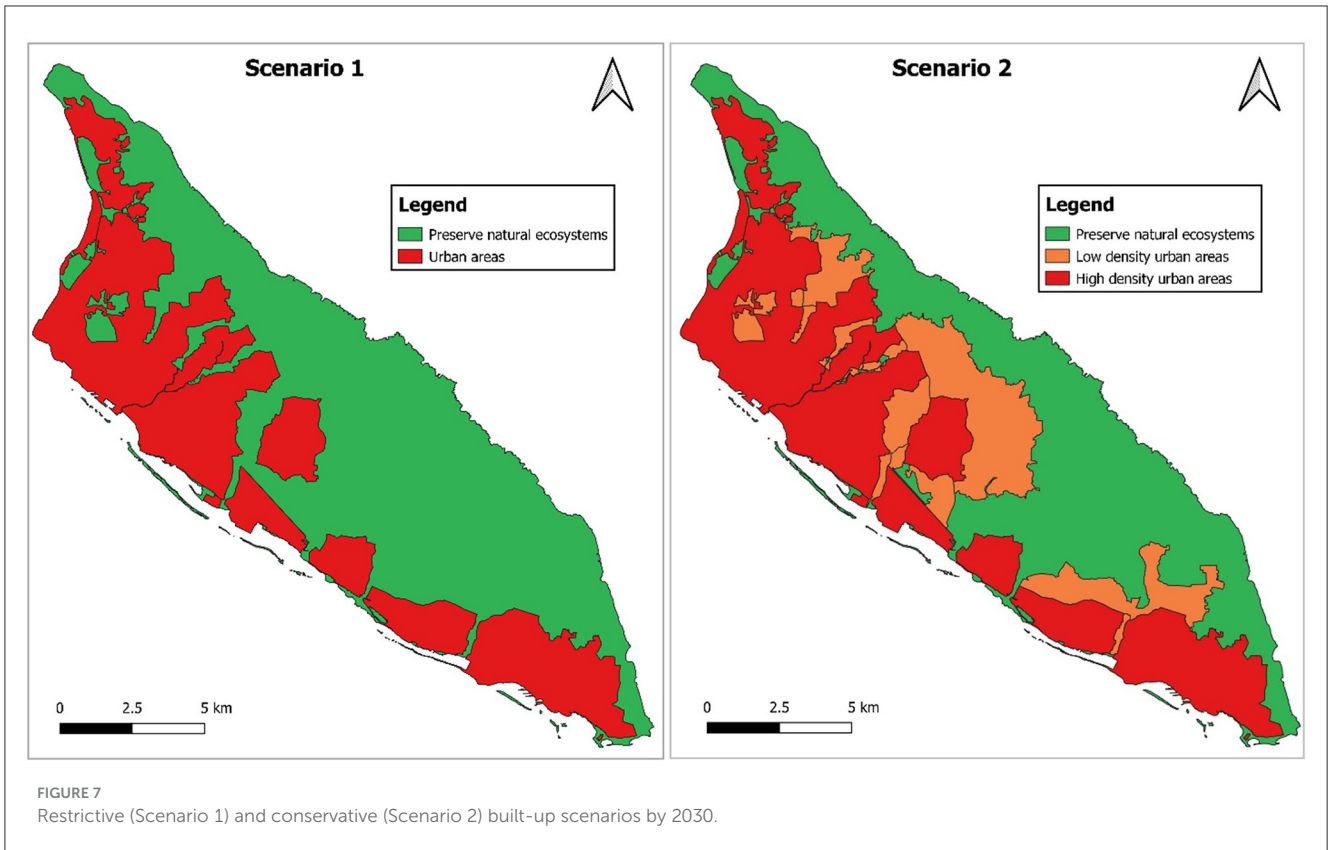 Scenario 1
Legend
Preserve natural ecosystems
Urban areas
0 2.5 5 km
Scenario 2
Legend
Preserve natural ecosystems
Low density urban areas
High density urban areas
0 2.5 5 km
FIGURE 7
Restrictive (Scenario 1) and conservative (Scenario 2) built-up scenarios by 2030.